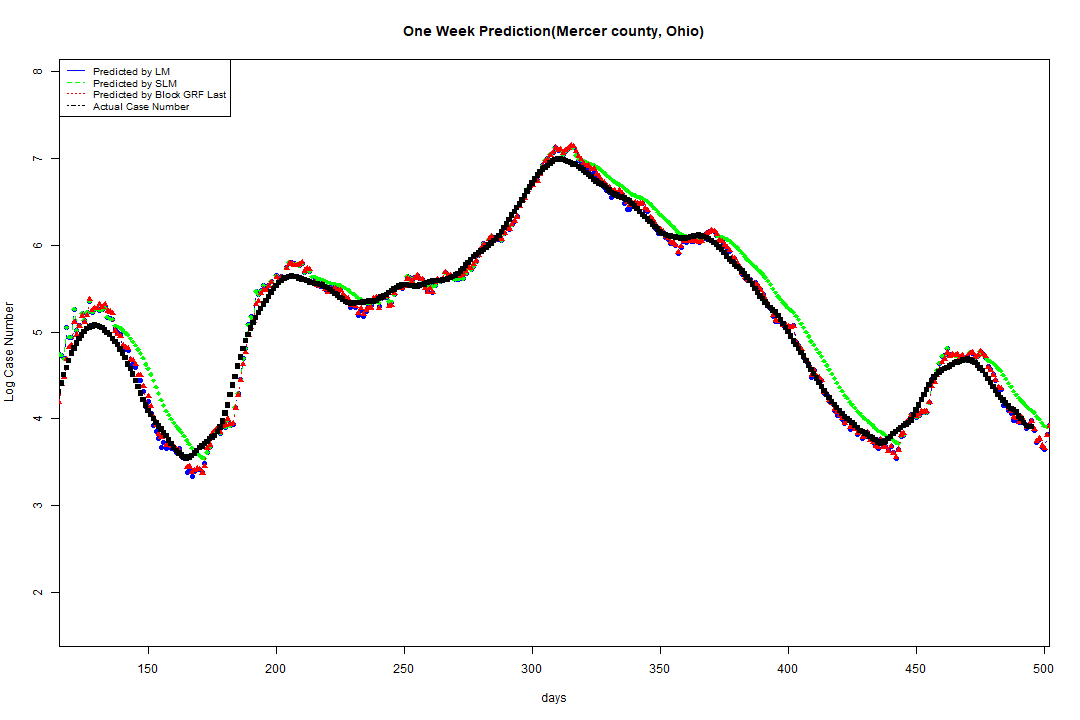 One Week Prediction(Mercer county, Ohio)
Predicted by LM
Predicted by SLM
Predicted by Block GRF Last
Actual Case Number
8
7
6
5
4
3
2
Log Case Number
150 200 250 300 350 400 450 500
days